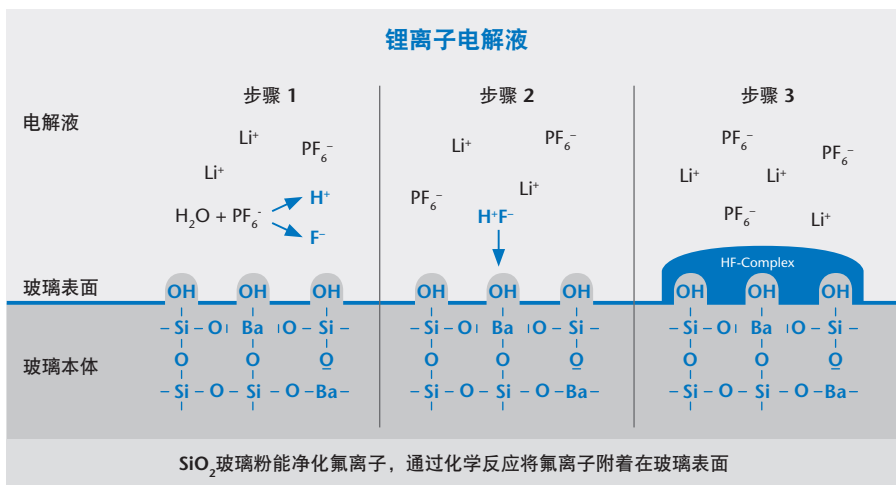 锂离子电解液
步骤 1
步骤 2
步骤 3
电解液
Li⁺
PF₆⁻
Li⁺
H₂O + PF₆⁻
H⁺
F⁻
Li⁺
PF₆⁻
PF₆⁻
Li⁺
H⁺F⁻
PF₆⁻
PF₆⁻
Li⁺
Li⁺
PF₆⁻
Li⁺
HF-Complex
玻璃表面
OH OH OH
OH OH OH
OH OH OH
玻璃本体
– Si – O I Ba I O – Si –
O O O
– Si – O – Si – O – Ba –
– Si – O I Ba I O – Si –
O O O
– Si – O – Si – O – Ba –
– Si – O I Ba I O – Si –
O O O
– Si – O – Si – O – Ba –
SiO₂玻璃粉能净化氟离子，通过化学反应将氟离子附着在玻璃表面